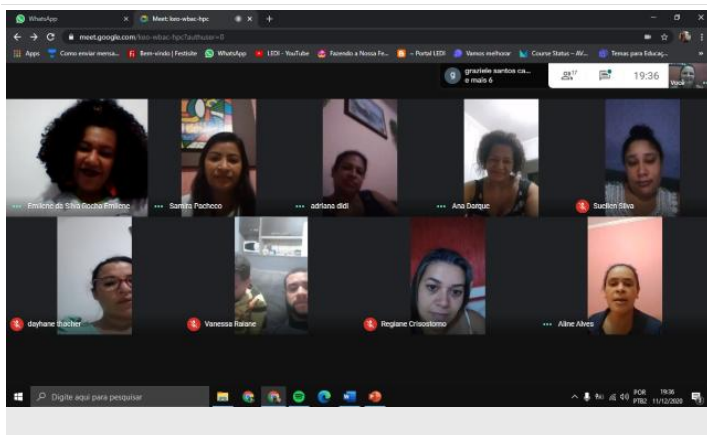 WhatsApp
Meet: kwo-wbac-hpc
meet.google.com/kwo-wbac-hpc?authuser=0
Apps
Como enviar mensa...
Bem-vindo | Festisite
WhatsApp
LEDI - YouTube
Fazendo a Nossa Fe...
– Portal LEDI
Vamos melhorar
Course Status – AV...
Temas para Educaç...
g
graziele santos ca...
e mais 6
17
19:36
Você
Emilene da Silva Rocha Emilene
Samira Pacheco
adriana didi
Ana Darque
Suellen Silva
dayhane thacher
Vanessa Raiane
Regiane Crisostomo
Aline Alves
Digite aqui para pesquisar
POR
PTB2
19:36
11/12/2020